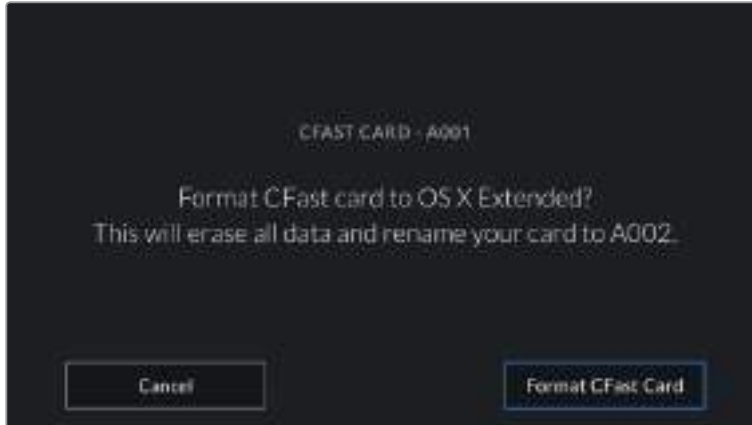 CFAST CARD - A001
Format CFast card to OS X Extended?
This will erase all data and rename your card to A002.
Cancel
Format CFast Card